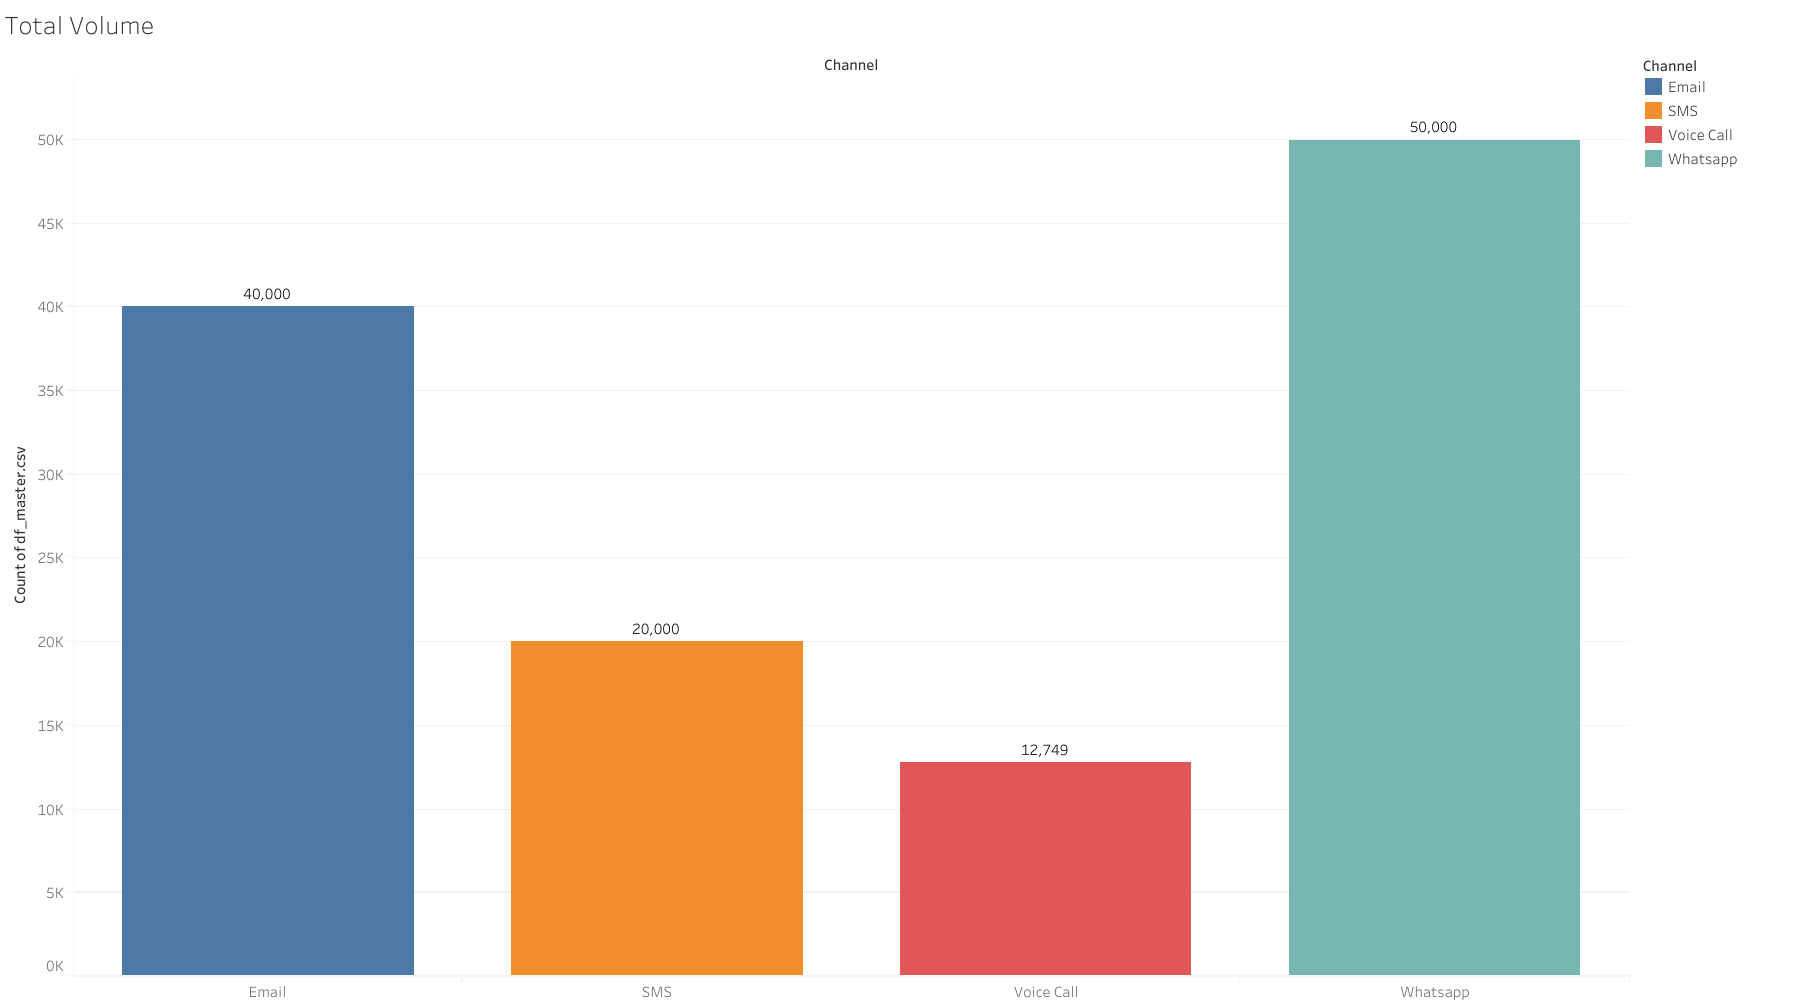 Total Volume
Channel
Channel
Email
SMS
Voice Call
Whatsapp
50K
45K
40K
35K
30K
25K
20K
15K
10K
5K
0K
Count of df_master.csv
40,000
20,000
12,749
50,000
Email
SMS
Voice Call
Whatsapp